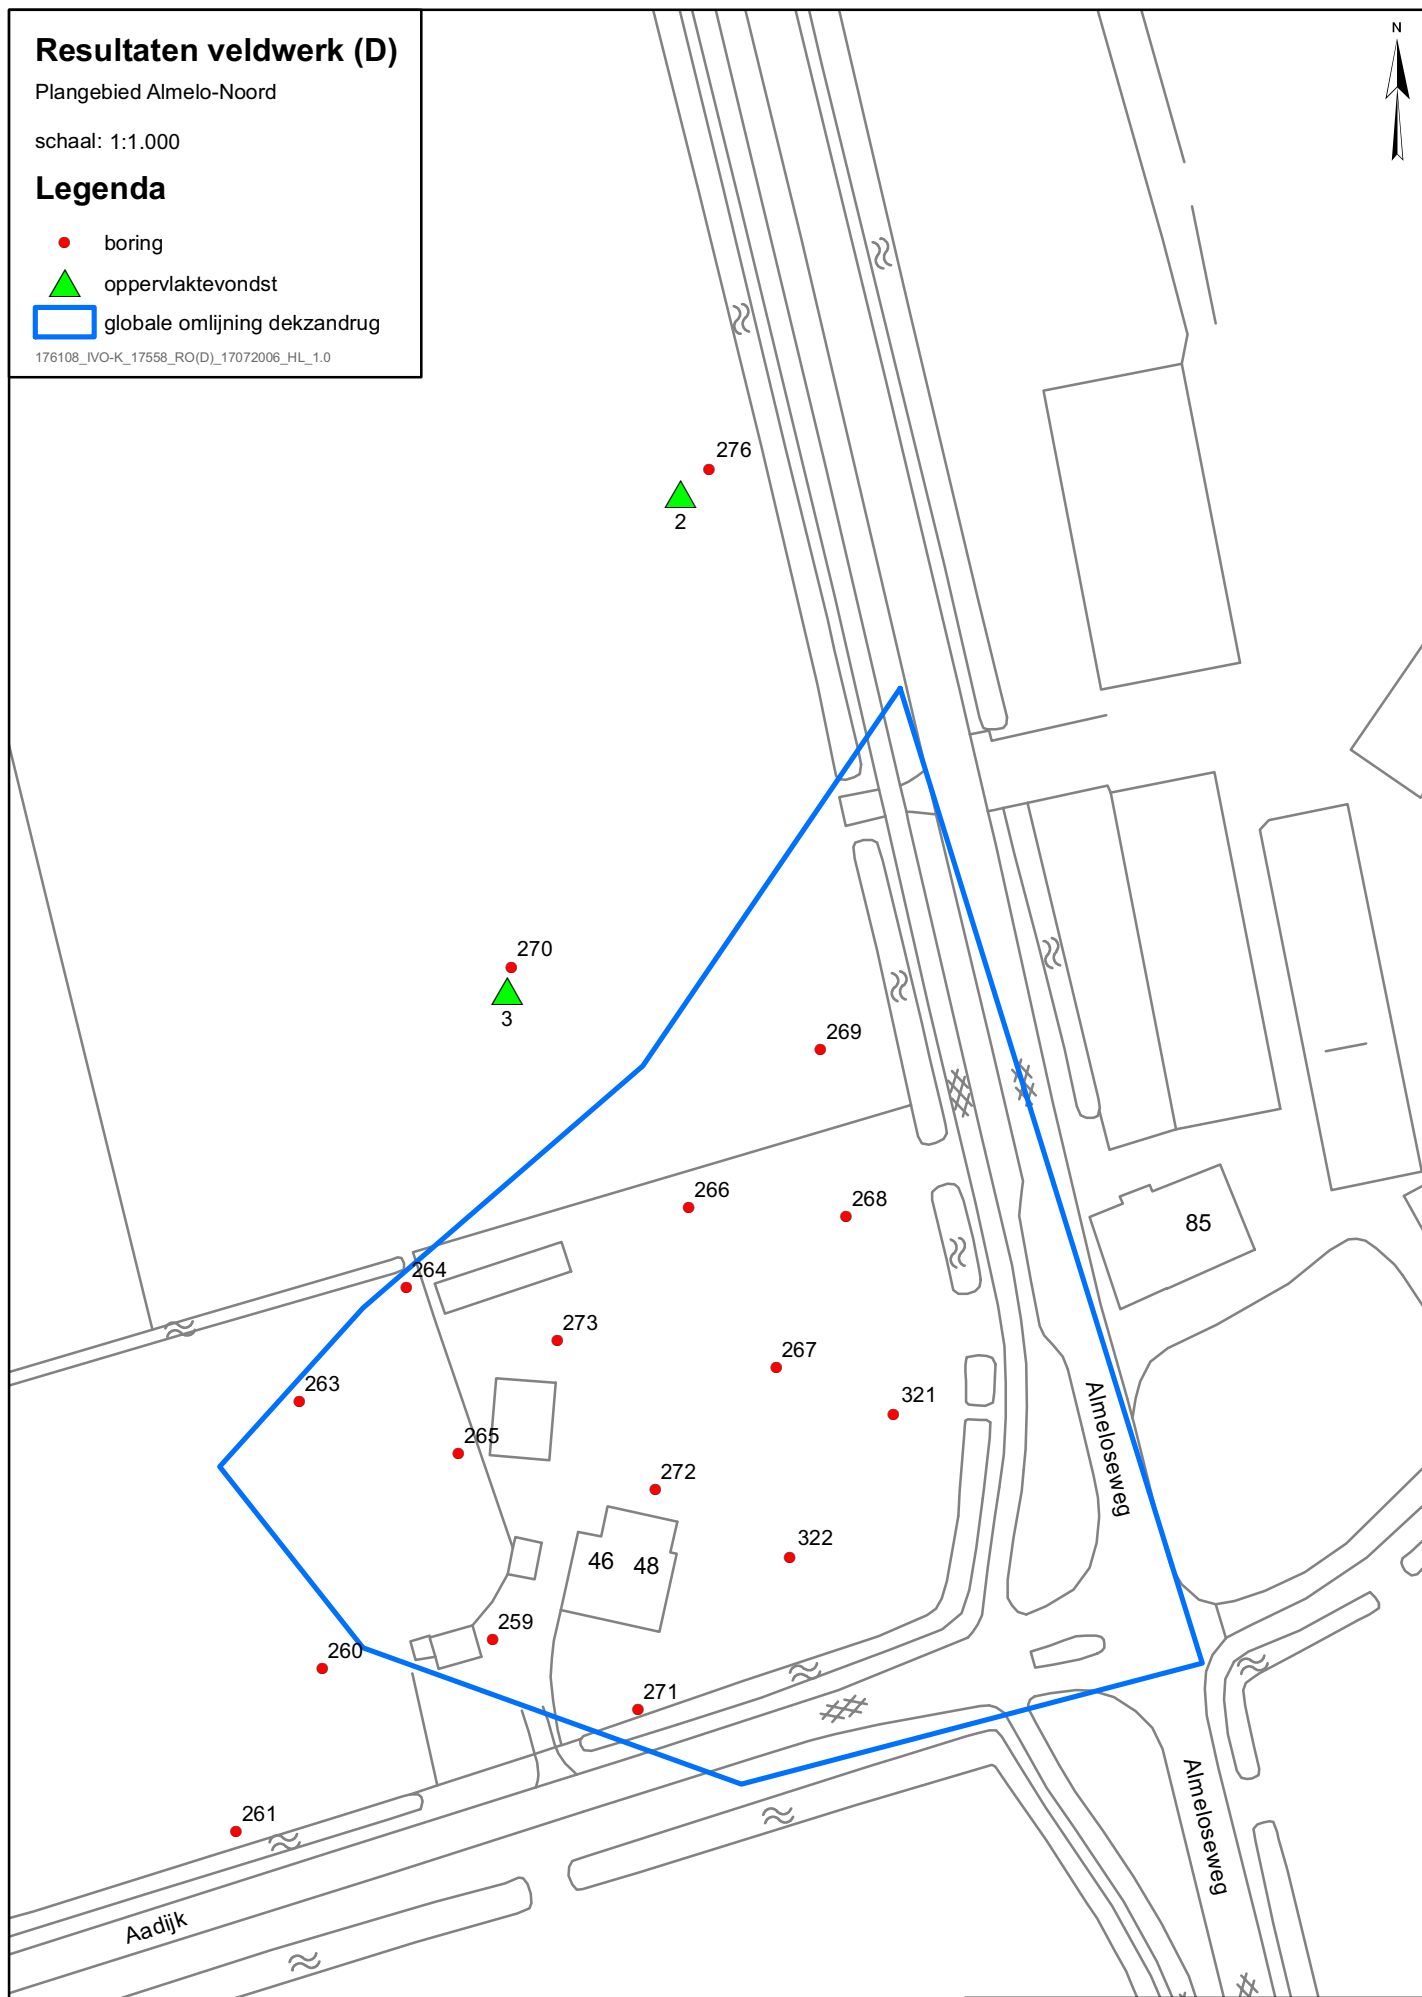 Resultaten veldwerk (D)
Plangebied Almelo-Noord
schaal: 1:1.000
Legenda
boring
oppervlaktevondst
globale omlijning dekzandrug
176108_IVO-K_17558_RO(D)_17072006_HL_1.0
N
276
2
270
3
269
266
268
85
264
273
267
263
321
265
Almeloseweg
272
322
46
48
259
260
271
Almeloseweg
261
Aadijk